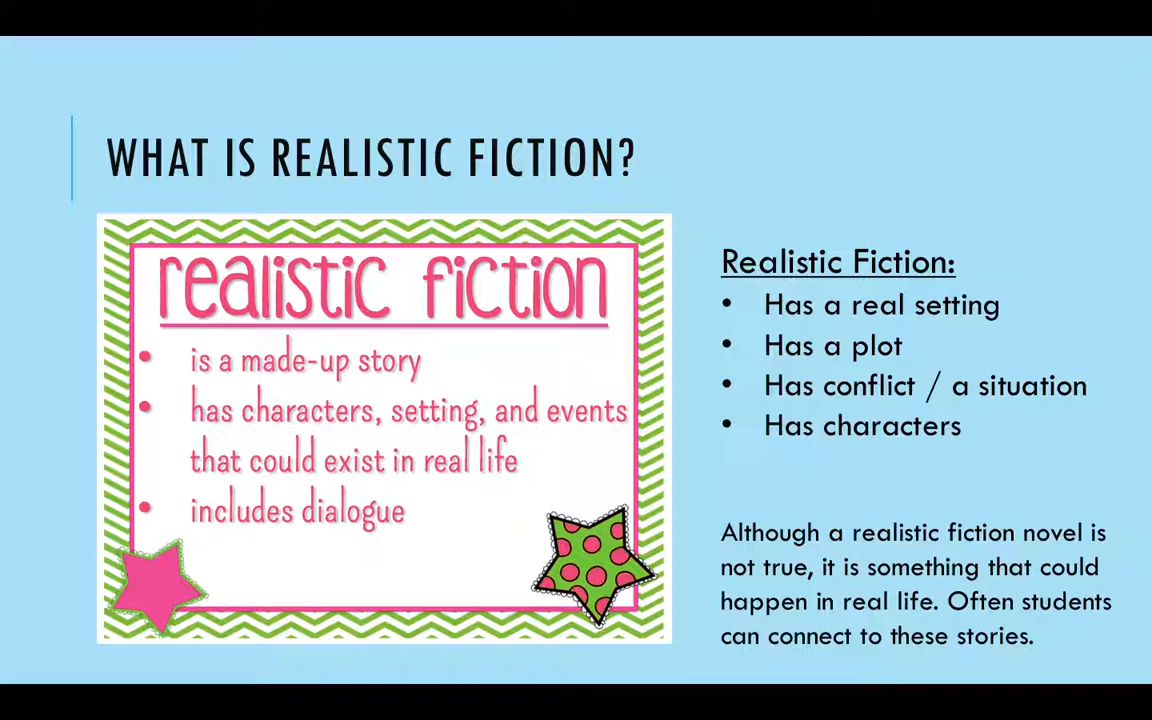 WHAT IS REALISTIC FICTION?
realistic fiction
• is a made-up story
• has characters, setting, and events
that could exist in real life
• includes dialogue
Realistic Fiction:
• Has a real setting
• Has a plot
• Has conflict / a situation
• Has characters
Although a realistic fiction novel is
not true, it is something that could
happen in real life. Often students
can connect to these stories.